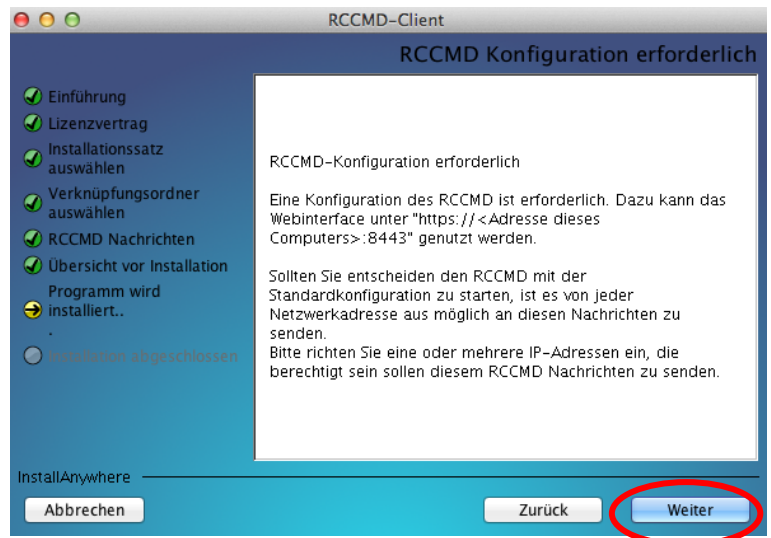 RCCMD-Client
RCCMD Konfiguration erforderlich
Einführung
Lizenzvertrag
Installationssatz
auswählen
Verknüpfungsordner
auswählen
RCCMD Nachrichten
Übersicht vor Installation
Programm wird
installiert..
.
Installation abgeschlossen
RCCMD-Konfiguration erforderlich
Eine Konfiguration des RCCMD ist erforderlich. Dazu kann das
Webinterface unter "https://<Adresse dieses
Computers>:8443" genutzt werden.
Sollten Sie entscheiden den RCCMD mit der
Standardkonfiguration zu starten, ist es von jeder
Netzwerkadresse aus möglich an diesen Nachrichten zu
senden.
Bitte richten Sie eine oder mehrere IP-Adressen ein, die
berechtigt sein sollen diesem RCCMD Nachrichten zu senden.
InstallAnywhere
Abbrechen
Zurück
Weiter